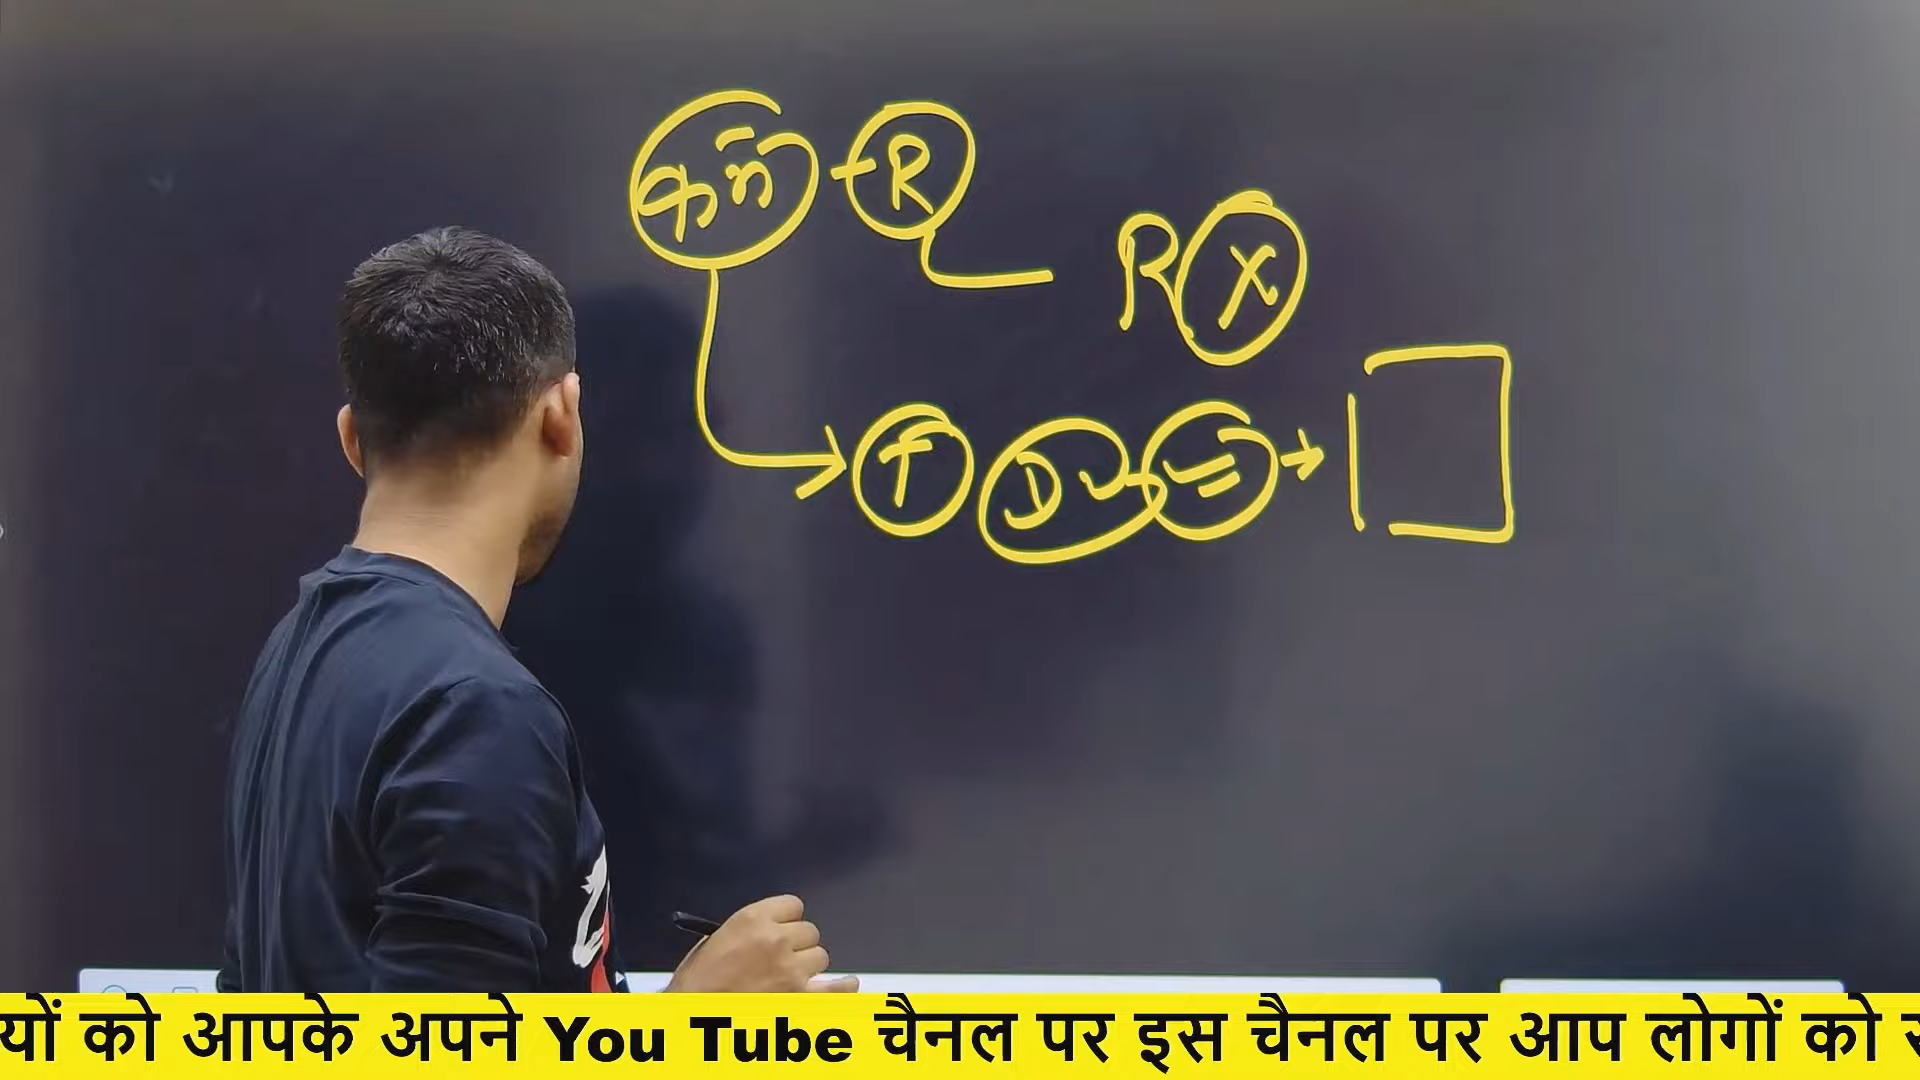 कर्म + R
R X
T D =
यों को आपके अपने You Tube चैनल पर इस चैनल पर आप लोगों को